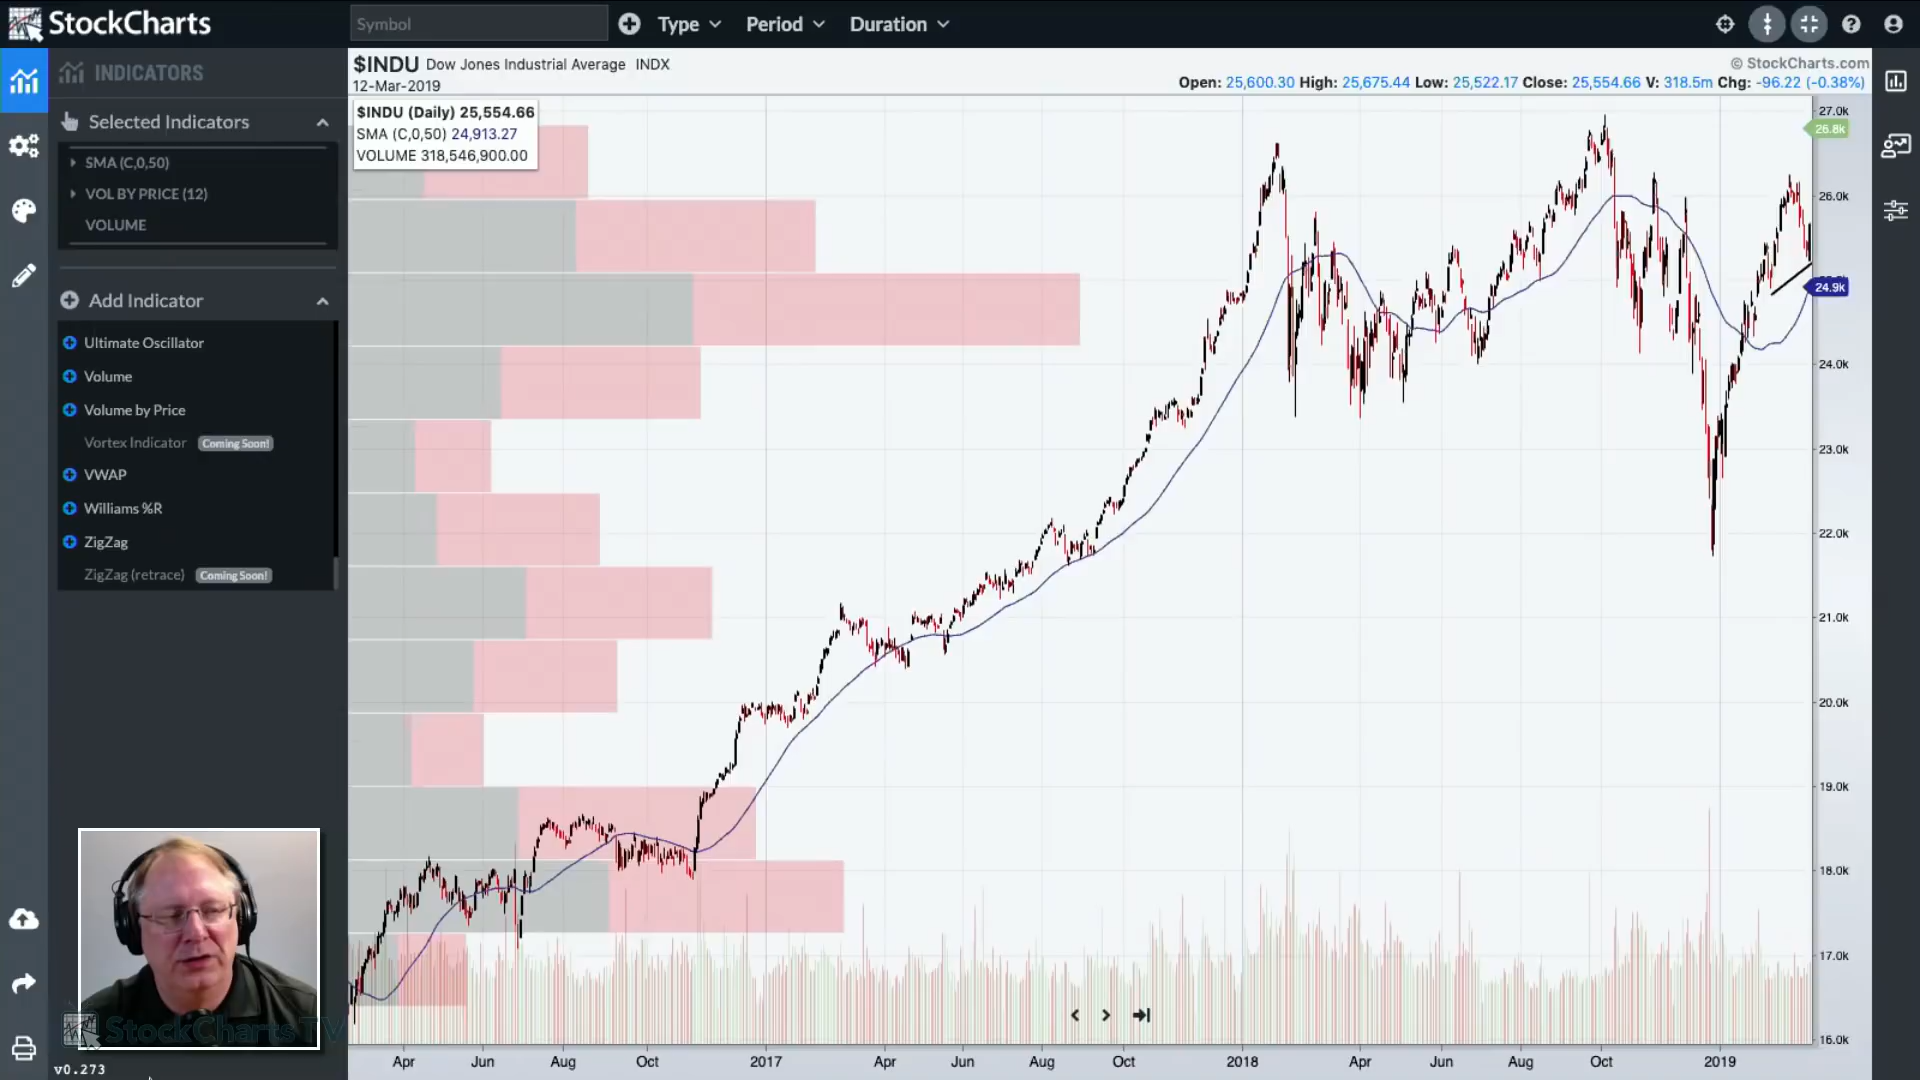 StockCharts
Symbol
Type
Period
Duration
INDICATORS
Selected Indicators
SMA (C,0,50)
VOL BY PRICE (12)
VOLUME
Add Indicator
Ultimate Oscillator
Volume
Volume by Price
Vortex Indicator Coming Soon!
VWAP
Williams %R
ZigZag
ZigZag (retrace) Coming Soon!
$INDU Dow Jones Industrial Average INDX
© StockCharts.com
12-Mar-2019
Open: 25,600.30 High: 25,675.44 Low: 25,522.17 Close: 25,554.66 V: 318.5m Chg: -96.22 (-0.38%)
$INDU (Daily) 25,554.66
SMA (C,0,50) 24,913.27
VOLUME 318,546,900.00
27.0k
26.8k
26.0k
24.9k
24.0k
23.0k
22.0k
21.0k
20.0k
19.0k
18.0k
17.0k
16.0k
Apr Jun Aug Oct 2017 Apr Jun Aug Oct 2018 Apr Jun Aug Oct 2019
StockCharts TV
v0.273